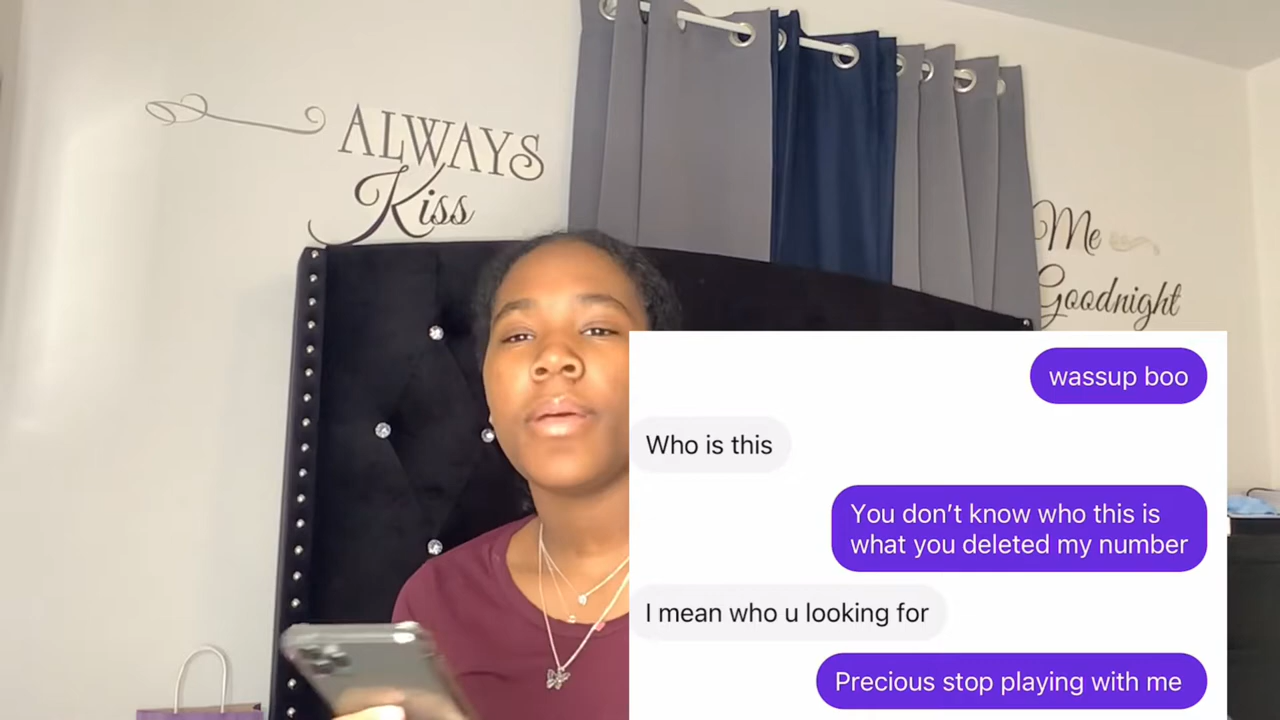 ALWAYS
Kiss
Me
Goodnight
wassup boo
Who is this
You don’t know who this is
what you deleted my number
I mean who u looking for
Precious stop playing with me